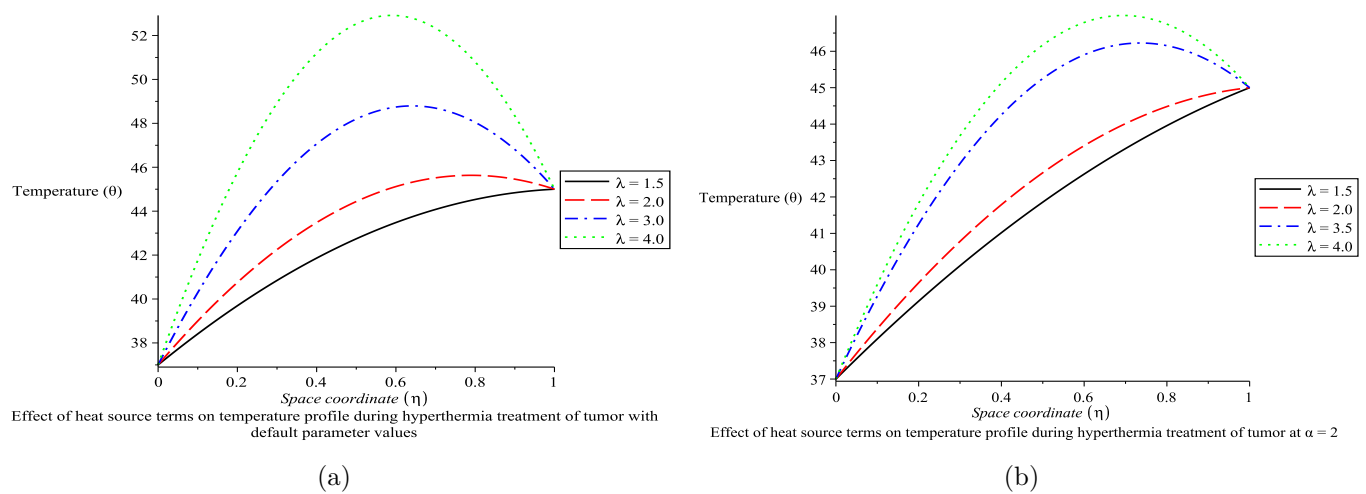 52
50
48
46
44
42
40
38
Temperature (θ)
0
0.2
0.4
0.6
0.8
1
Space coordinate (η)
λ = 1.5
λ = 2.0
λ = 3.0
λ = 4.0
Effect of heat source terms on temperature profile during hyperthermia treatment of tumor with
default parameter values
(a)
46
45
44
43
42
41
40
39
38
37
Temperature (θ)
0
0.2
0.4
0.6
0.8
1
Space coordinate (η)
λ = 1.5
λ = 2.0
λ = 3.5
λ = 4.0
Effect of heat source terms on temperature profile during hyperthermia treatment of tumor at α = 2
(b)